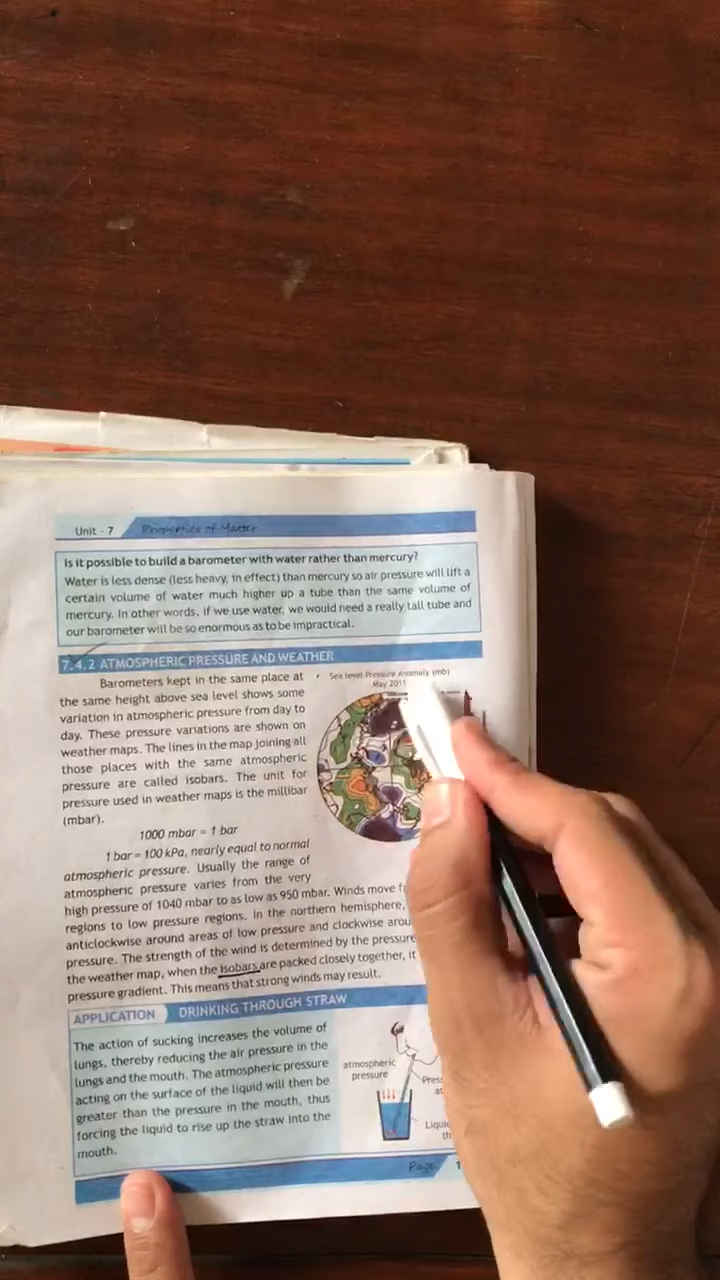 Unit - 7 Properties of Matter
Is it possible to build a barometer with water rather than mercury?
Water is less dense (less heavy, in effect) than mercury so air pressure will lift a
certain volume of water much higher up a tube than the same volume of
mercury. In other words, if we use water, we would need a really tall tube and
our barometer will be so enormous as to be impractical.
7.4.2 ATMOSPHERIC PRESSURE AND WEATHER
Barometers kept in the same place at
the same height above sea level shows some
variation in atmospheric pressure from day to
day. These pressure variations are shown on
weather maps. The lines in the map joining all
those places with the same atmospheric
pressure are called isobars. The unit for
pressure used in weather maps is the millibar
(mbar).
Sea level Pressure Anomaly (mb)
May 2011
1000 mbar = 1 bar
1 bar = 100 kPa, nearly equal to normal
atmospheric pressure. Usually the range of
atmospheric pressure varies from the very
high pressure of 1040 mbar to as low as 950 mbar. Winds move
regions to low pressure regions. In the northern hemisphere,
anticlockwise around areas of low pressure and clockwise
pressure. The strength of the wind is determined by the pressure
the weather map, when the isobars are packed closely together, it
pressure gradient. This means that strong winds may result.
APPLICATION DRINKING THROUGH STRAW
The action of sucking increases the volume of
lungs, thereby reducing the air pressure in the
lungs and the mouth. The atmospheric pressure
acting on the surface of the liquid will then be
greater than the pressure in the mouth, thus
forcing the liquid to rise up the straw into the
mouth.
atmospheric
pressure
Page